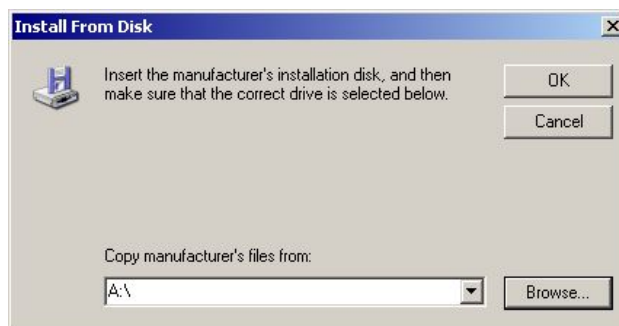 Install From Disk
Insert the manufacturer's installation disk, and then
make sure that the correct drive is selected below.
OK
Cancel
Copy manufacturer's files from:
A:\
Browse...